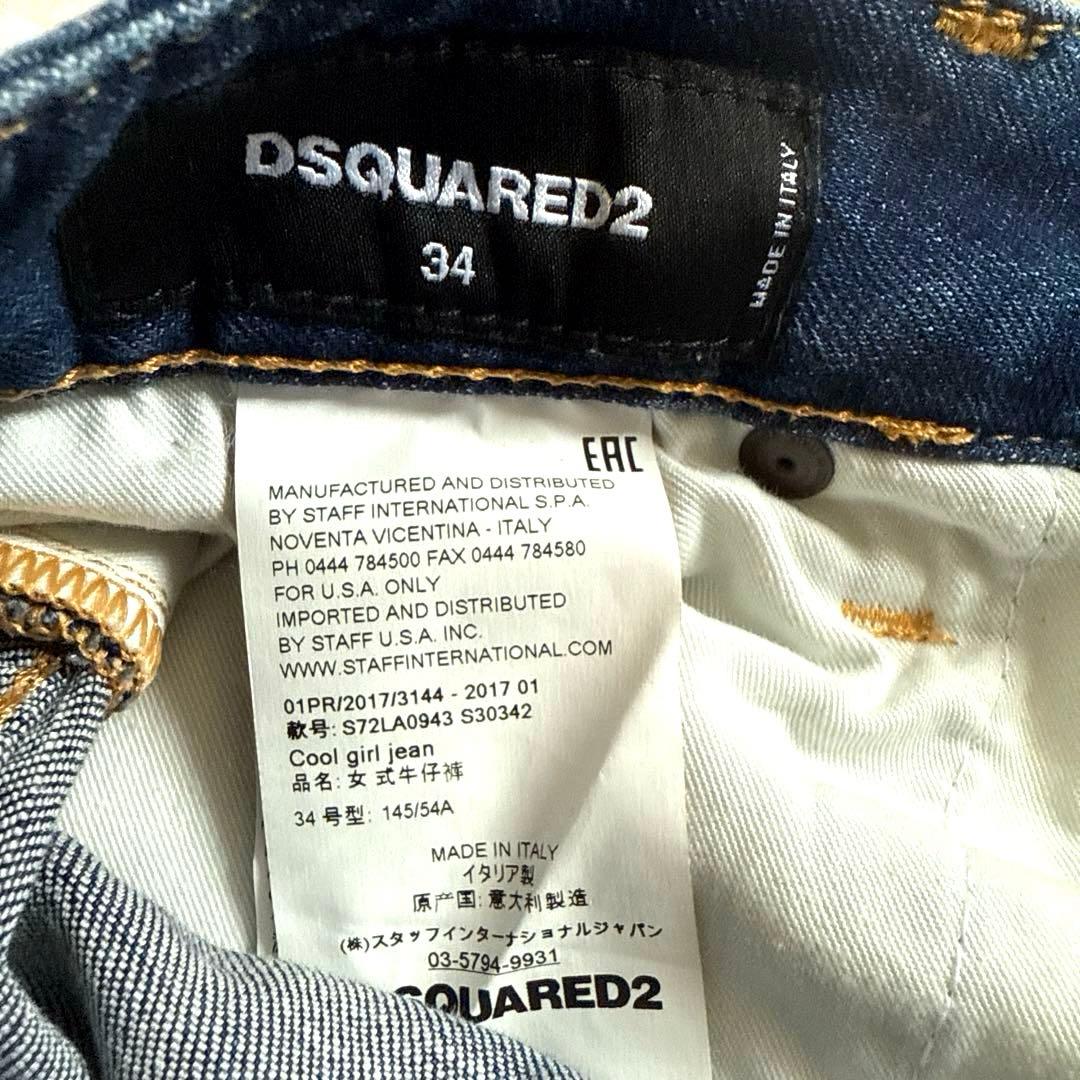 DSQUARED2
34
MADE IN ITALY
EAC
MANUFACTURED AND DISTRIBUTED
BY STAFF INTERNATIONAL S.P.A.
NOVENTA VICENTINA - ITALY
PH 0444 784500 FAX 0444 784580
FOR U.S.A. ONLY
IMPORTED AND DISTRIBUTED
BY STAFF U.S.A. INC.
WWW.STAFFINTERNATIONAL.COM
01PR/2017/3144 - 2017 01
款号: S72LA0943 S30342
Cool girl jean
品名: 女 式牛仔裤
34 号型: 145/54A
MADE IN ITALY
イタリア製
原产国: 意大利製造
(株)スタッフインターナショナルジャパン
03-5794-9931
SQUARED2